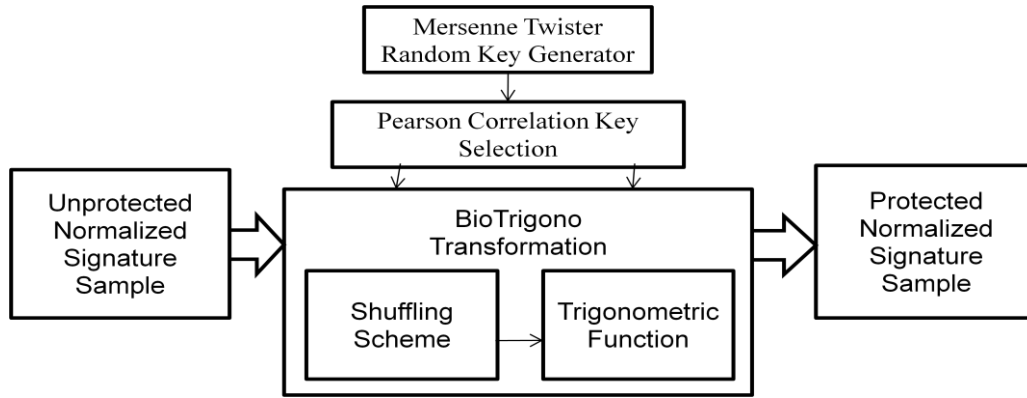 Mersenne Twister
Random Key Generator
Pearson Correlation Key
Selection
Unprotected
Normalized
Signature
Sample
BioTrigono
Transformation
Shuffling
Scheme
Trigonometric
Function
Protected
Normalized
Signature
Sample